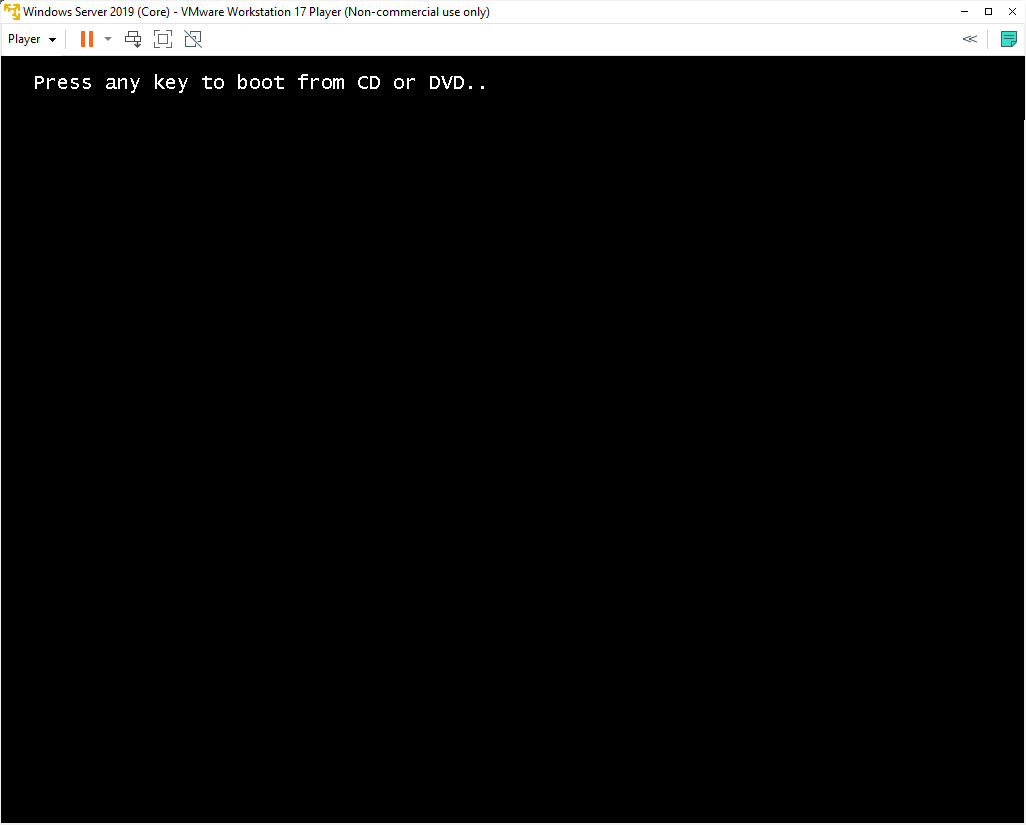 Windows Server 2019 (Core) - VMware Workstation 17 Player (Non-commercial use only)
Player
Press any key to boot from CD or DVD..